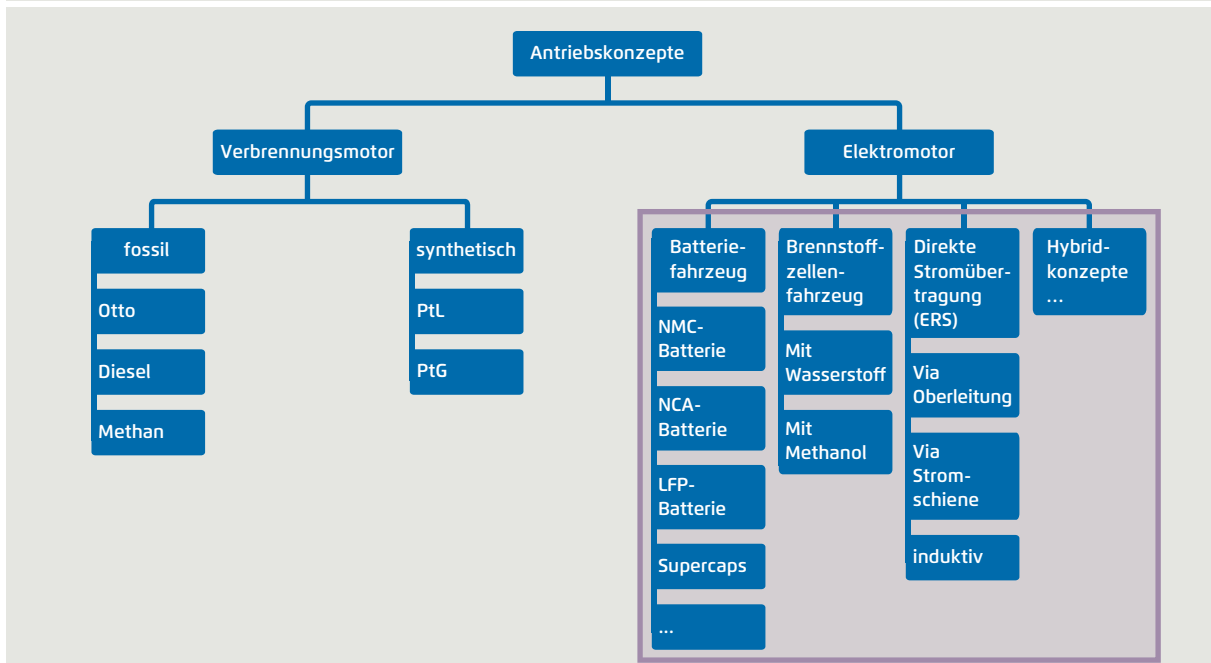 Antriebskonzepte
Verbrennungsmotor
Elektromotor
fossil
Otto
Diesel
Methan
synthetisch
PtL
PtG
Batterie-
fahrzeug
NMC-
Batterie
NCA-
Batterie
LFP-
Batterie
Supercaps
...
Brennstoff-
zellen-
fahrzeug
Mit
Wasserstoff
Mit
Methanol
Direkte
Stromüber-
tragung
(ERS)
Via
Oberleitung
Via
Strom-
schiene
induktiv
Hybrid-
konzepte
...